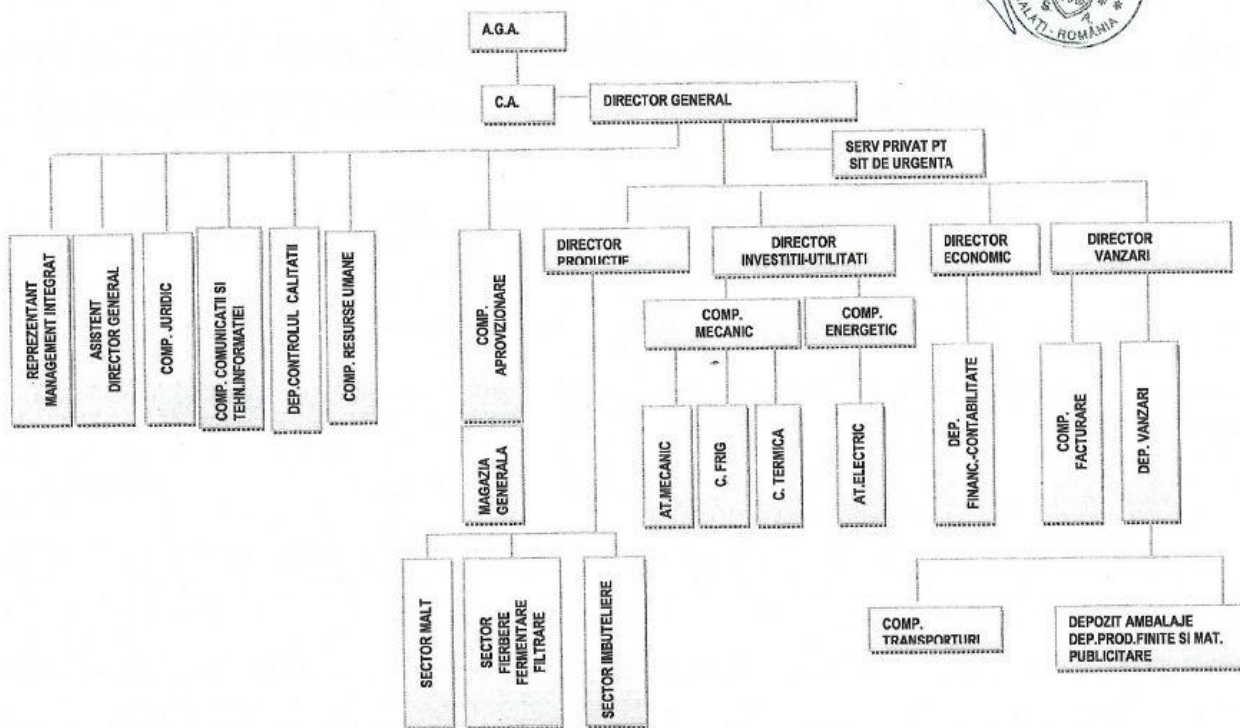 A.G.A.
GALAȚI - ROMÂNIA
S
A.
C.A.
DIRECTOR GENERAL
SERV PRIVAT PT
SIT DE URGENTA
REPREZENTANT
MANAGEMENT INTEGRAT
ASISTENT
DIRECTOR GENERAL
COMP. JURIDIC
COMP. COMUNICATII SI
TEHN.INFORMATIEI
DEP.CONTROLUL CALITATII
COMP. RESURSE UMANE
COMP.
APROVIZIONARE
MAGAZIA
GENERALA
DIRECTOR
PRODUCTIE
DIRECTOR
INVESTITII-UTILITATI
DIRECTOR
ECONOMIC
DIRECTOR
VANZARI
COMP.
MECANIC
COMP.
ENERGETIC
AT.MECANIC
C. FRIG
C. TERMICA
AT.ELECTRIC
DEP.
FINANC.-CONTABILITATE
COMP.
FACTURARE
DEP. VANZARI
SECTOR MALT
SECTOR
FIERBERE
FERMENTARE
FILTRARE
SECTOR IMBUTELIERE
COMP.
TRANSPORTURI
DEPOZIT AMBALAJE
DEP.PROD.FINITE SI MAT.
PUBLICITARE